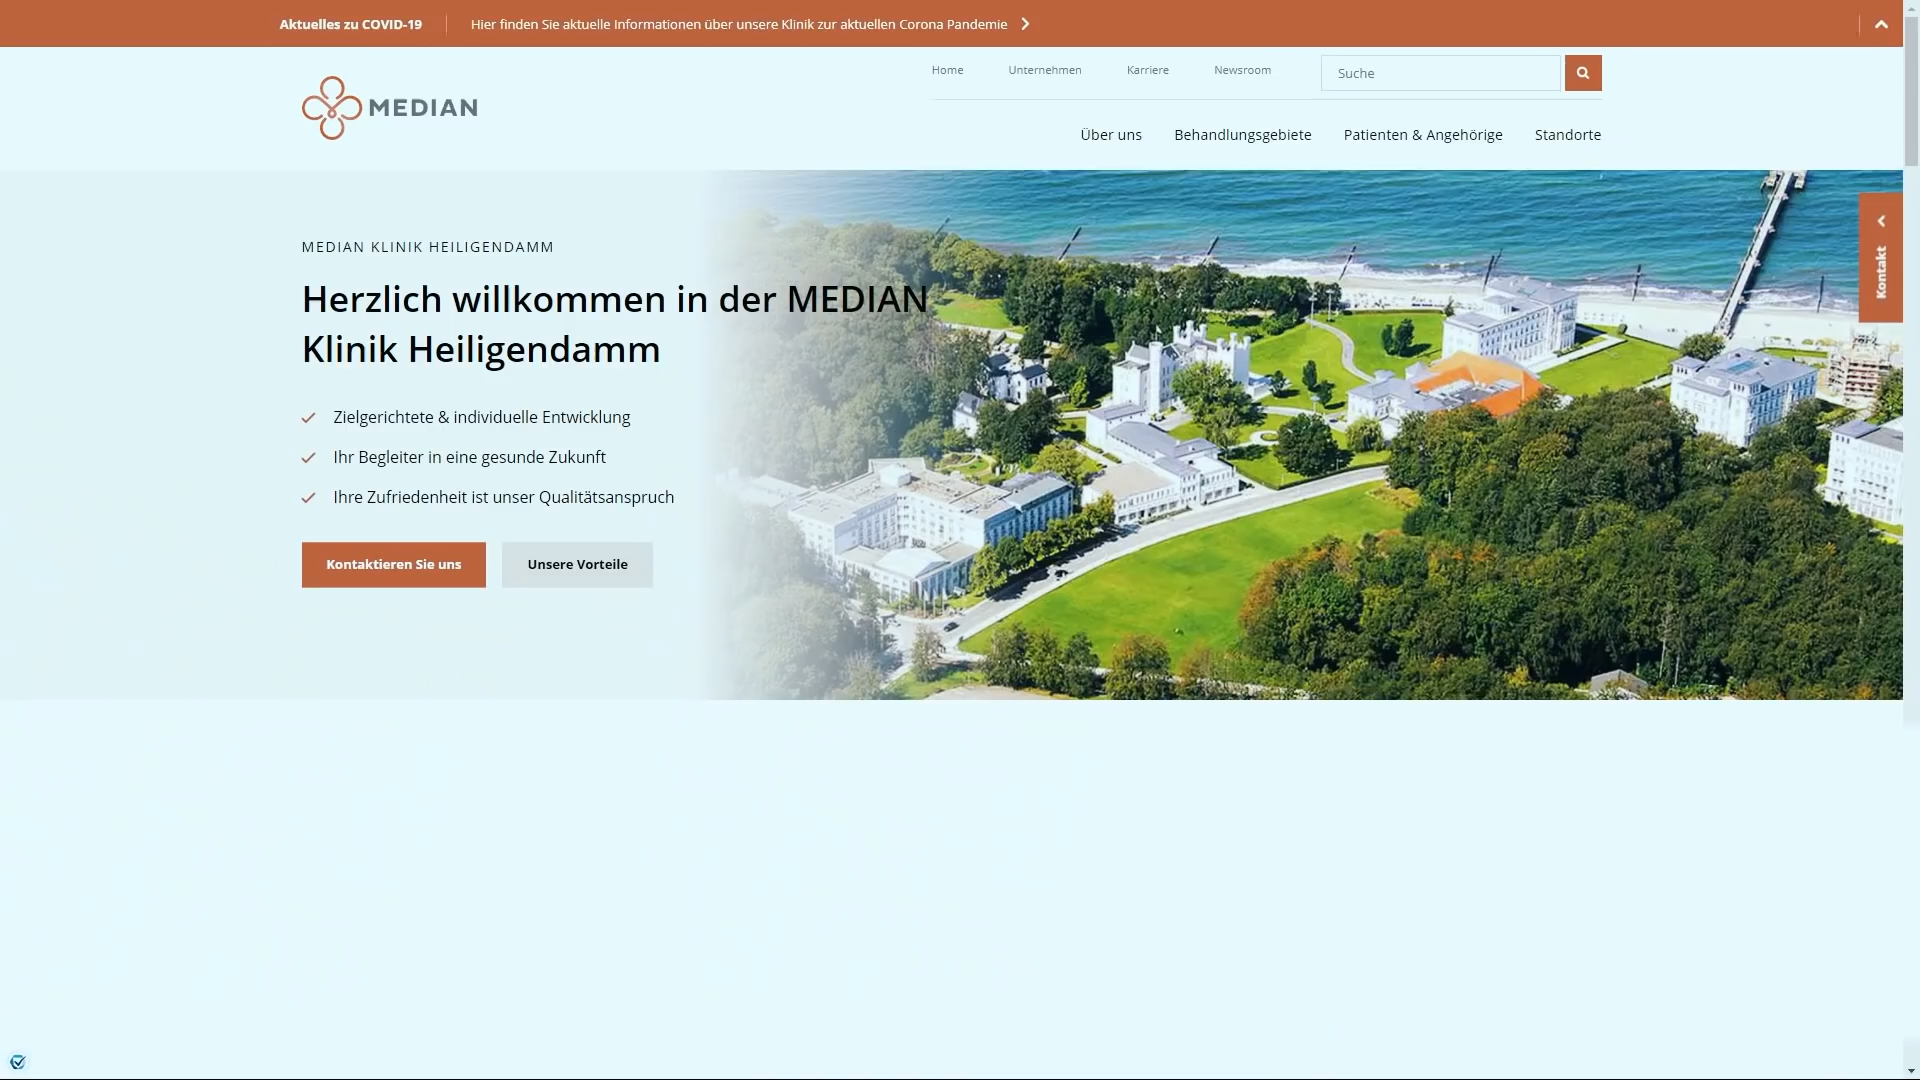 Aktuelles zu COVID-19
Hier finden Sie aktuelle Informationen über unsere Klinik zur aktuellen Corona Pandemie
Home
Unternehmen
Karriere
Newsroom
Suche
MEDIAN
Über uns
Behandlungsgebiete
Patienten & Angehörige
Standorte
Kontakt
MEDIAN KLINIK HEILIGENDAMM
Herzlich willkommen in der MEDIAN
Klinik Heiligendamm
Zielgerichtete & individuelle Entwicklung
Ihr Begleiter in eine gesunde Zukunft
Ihre Zufriedenheit ist unser Qualitätsanspruch
Kontaktieren Sie uns
Unsere Vorteile